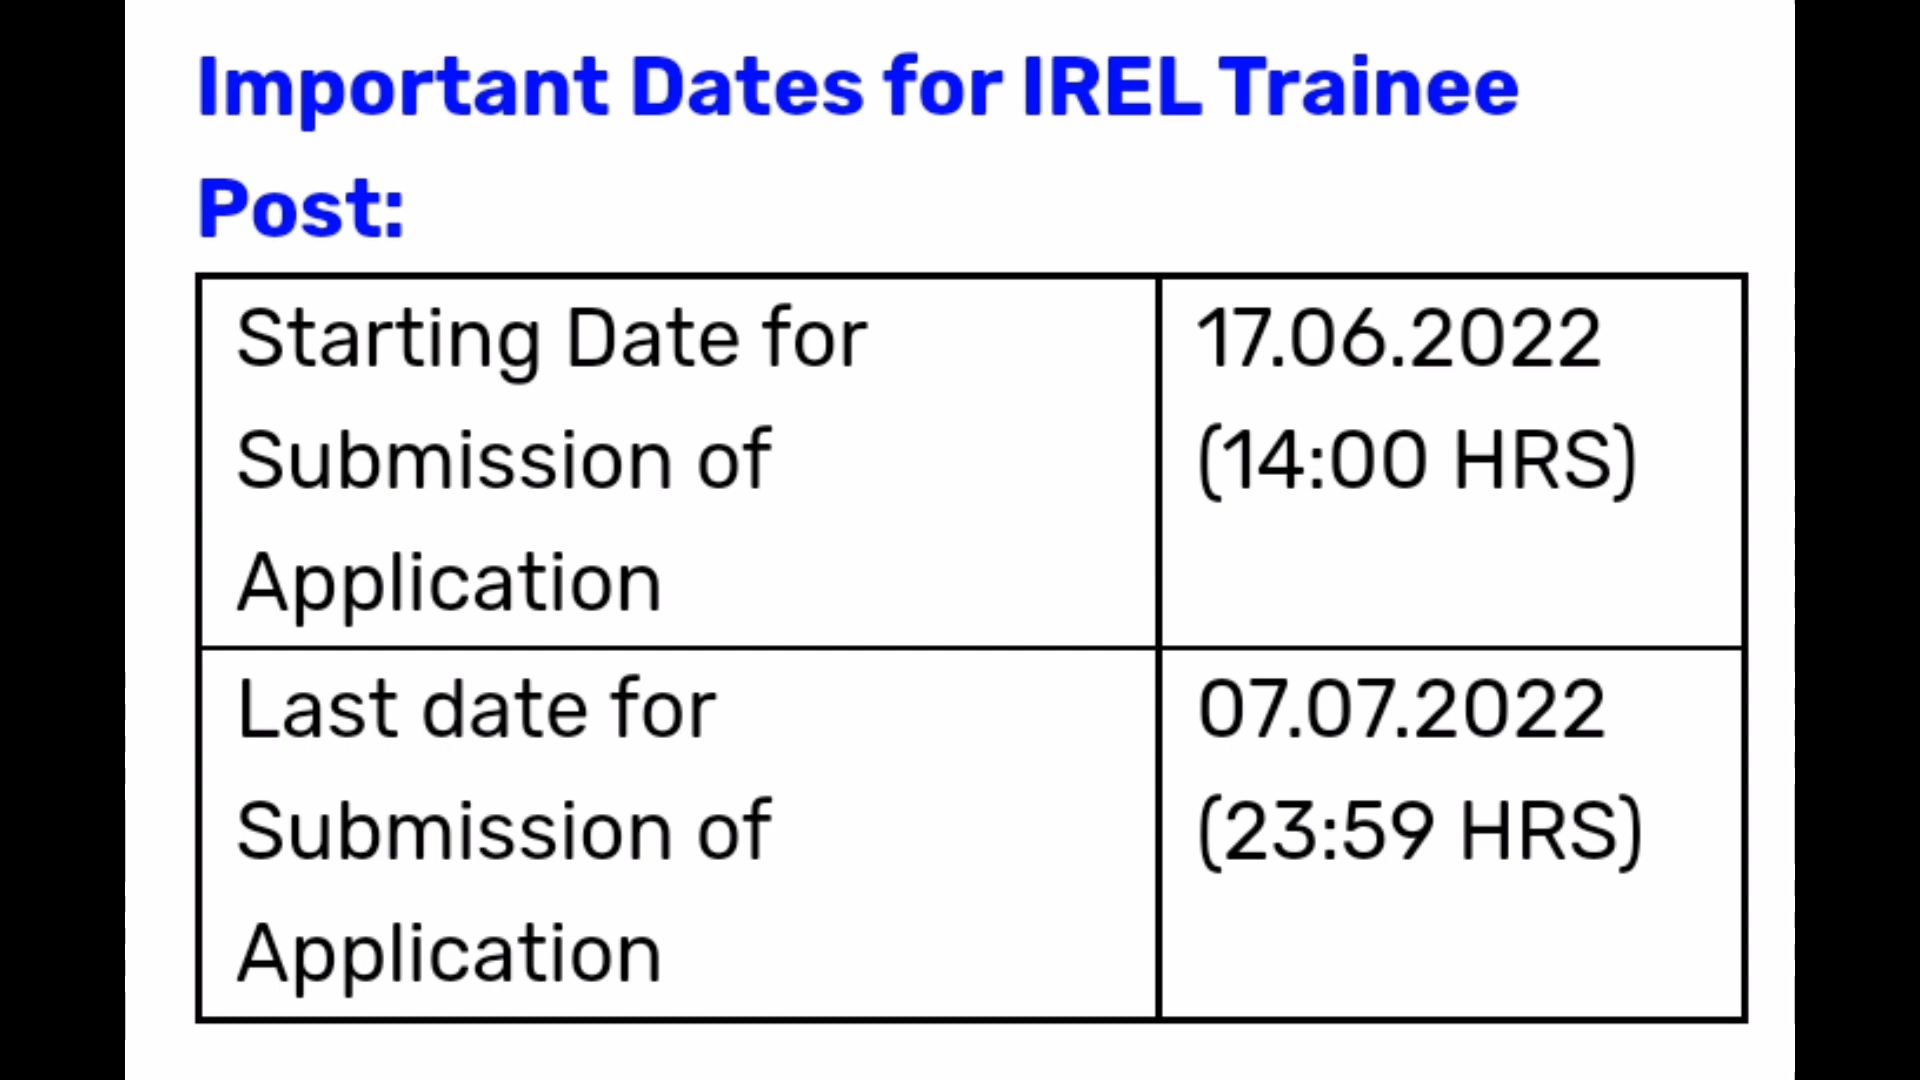 Important Dates for IREL Trainee
Post:
Starting Date for
Submission of
Application
17.06.2022
(14:00 HRS)
Last date for
Submission of
Application
07.07.2022
(23:59 HRS)